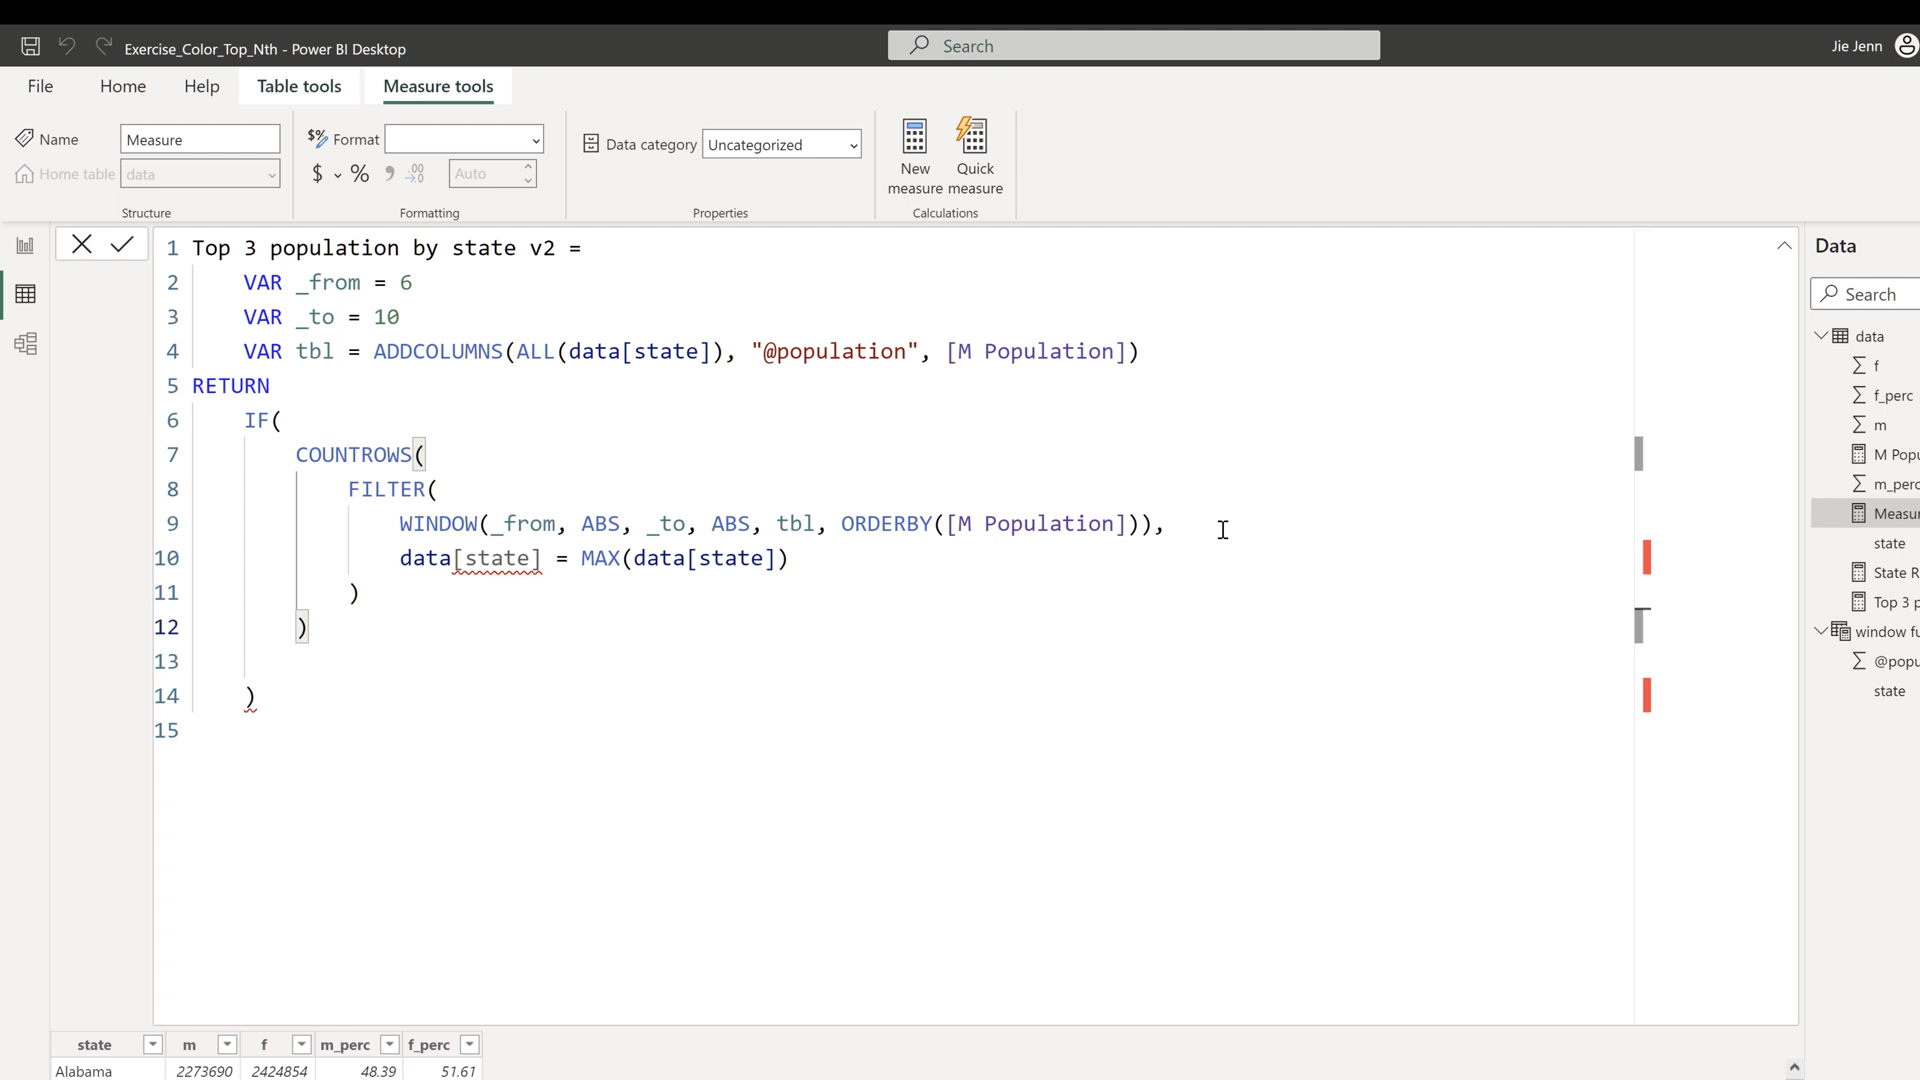 Exercise_Color_Top_Nth - Power BI Desktop
Search
Jie Jenn
File Home Help Table tools Measure tools
Name Measure
Home table data
Structure
$% Format
$ % , .00 Auto
Formatting
Data category Uncategorized
Properties
New measure
Quick measure
Calculations
1 Top 3 population by state v2 =
2 VAR _from = 6
3 VAR _to = 10
4 VAR tbl = ADDCOLUMNS(ALL(data[state]), "@population", [M Population])
5 RETURN
6 IF(
7 COUNTROWS(
8 FILTER(
9 WINDOW(_from, ABS, _to, ABS, tbl, ORDERBY([M Population])),
10 data[state] = MAX(data[state])
11 )
12 )
13
14 )
15
Data
Search
data
f
f_perc
m
M Popu
m_perc
Measur
state
State R
Top 3 p
window fu
@popu
state
state m f m_perc f_perc
Alabama 2273690 2424854 48.39 51.61